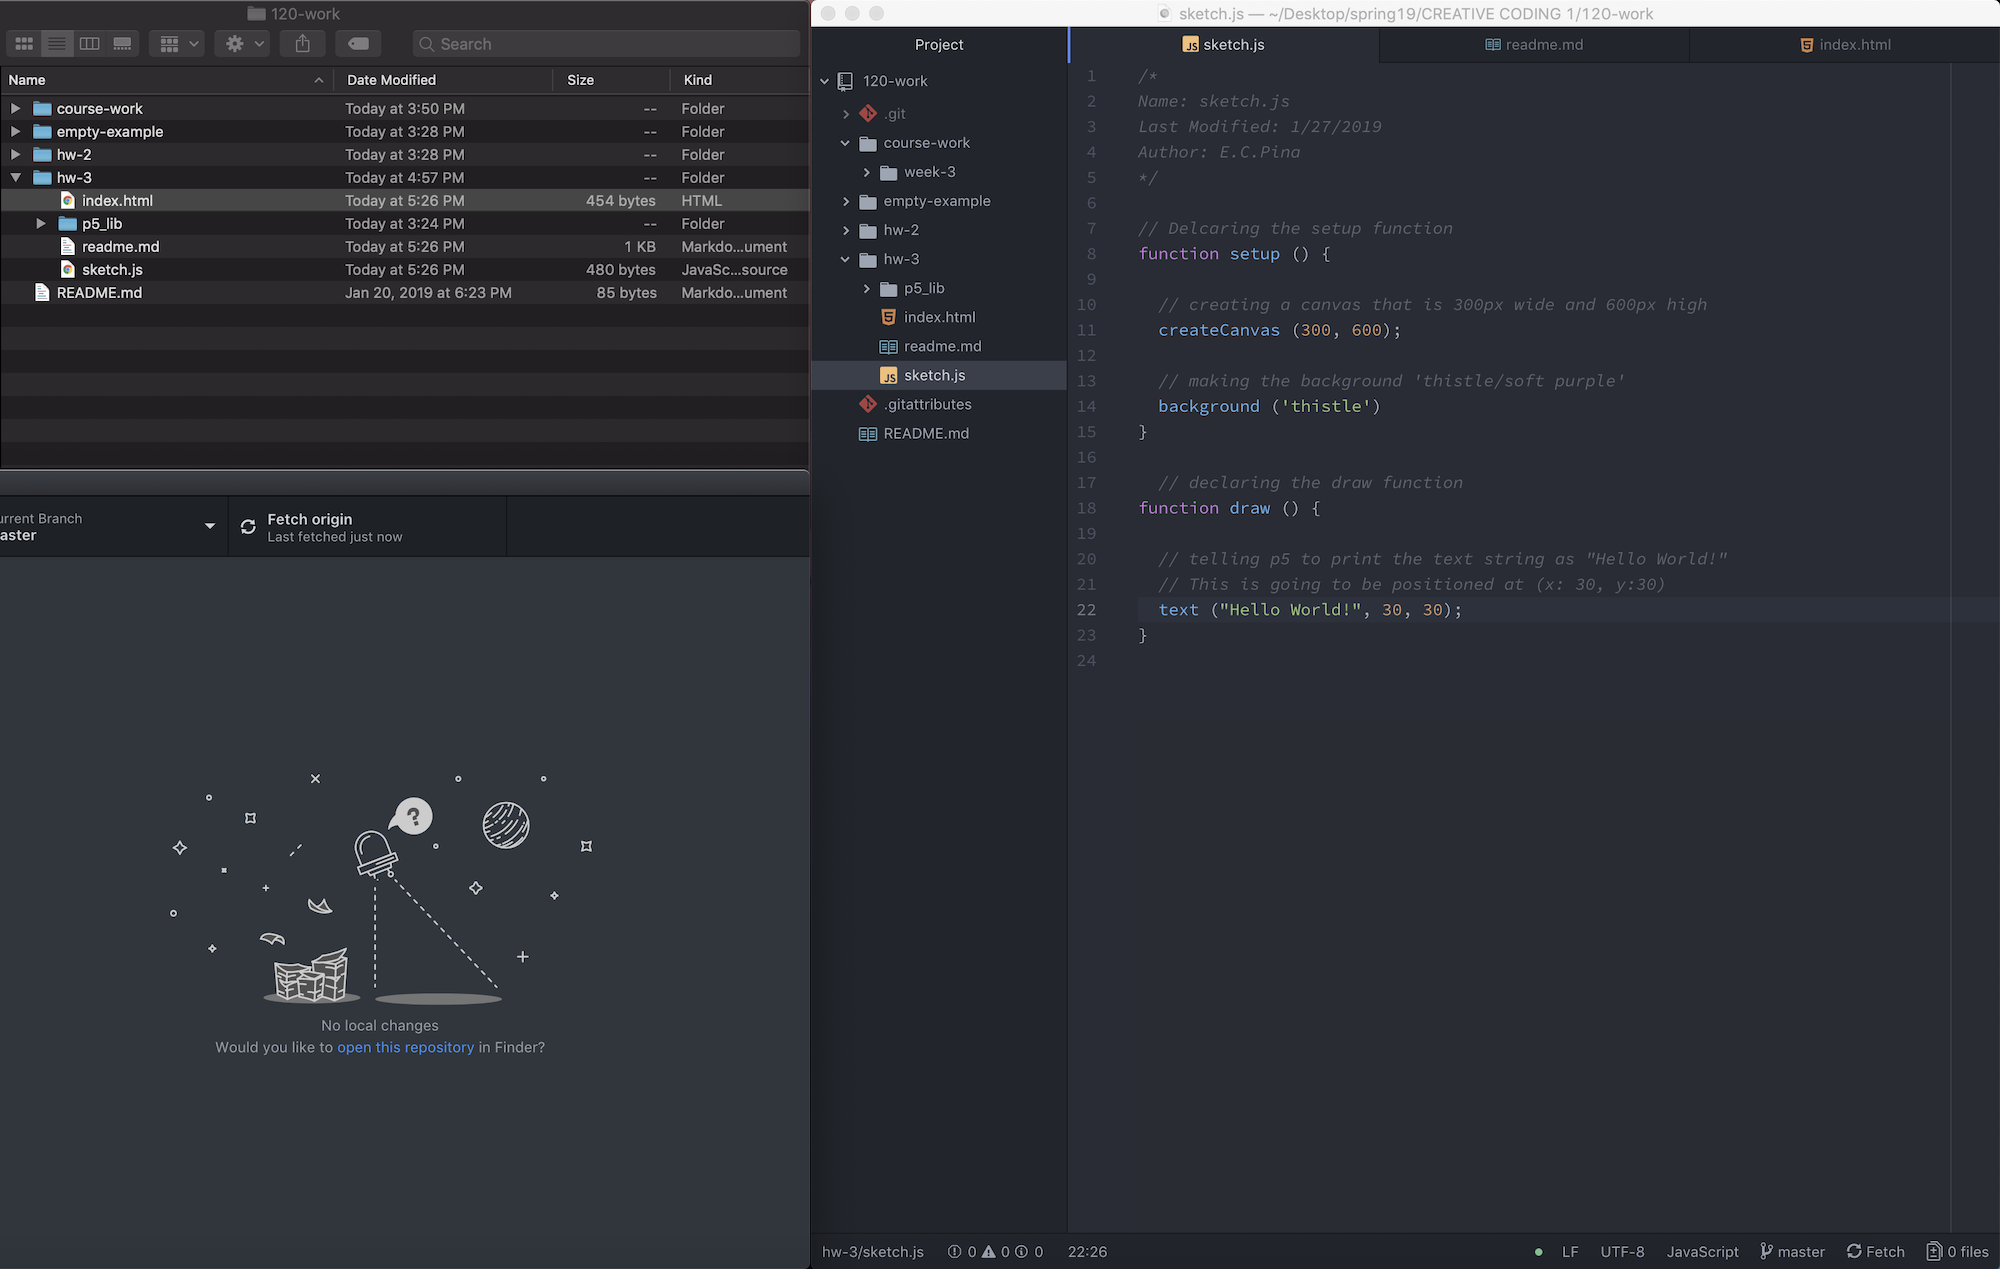 120-work
Search
Name Date Modified Size Kind
course-work Today at 3:50 PM -- Folder
empty-example Today at 3:28 PM -- Folder
hw-2 Today at 3:28 PM -- Folder
hw-3 Today at 4:57 PM -- Folder
index.html Today at 5:26 PM 454 bytes HTML
p5_lib Today at 3:24 PM -- Folder
readme.md Today at 5:26 PM 1 KB Markdo...ument
sketch.js Today at 5:26 PM 480 bytes JavaSc...source
README.md Jan 20, 2019 at 6:23 PM 85 bytes Markdo...ument
urrent Branch
aster
Fetch origin
Last fetched just now
?
No local changes
Would you like to open this repository in Finder?
sketch.js — ~/Desktop/spring19/CREATIVE CODING 1/120-work
Project
120-work
.git
course-work
week-3
empty-example
hw-2
hw-3
p5_lib
index.html
readme.md
JS sketch.js
.gitattributes
README.md
JS sketch.js readme.md index.html
1 /*
2 Name: sketch.js
3 Last Modified: 1/27/2019
4 Author: E.C.Pina
5 */
6
7 // Delcaring the setup function
8 function setup () {
9
10 // creating a canvas that is 300px wide and 600px high
11 createCanvas (300, 600);
12
13 // making the background 'thistle/soft purple'
14 background ('thistle')
15 }
16
17 // declaring the draw function
18 function draw () {
19
20 // telling p5 to print the text string as "Hello World!"
21 // This is going to be positioned at (x: 30, y:30)
22 text ("Hello World!", 30, 30);
23 }
24
hw-3/sketch.js 0 0 0 22:26 LF UTF-8 JavaScript master Fetch 0 files